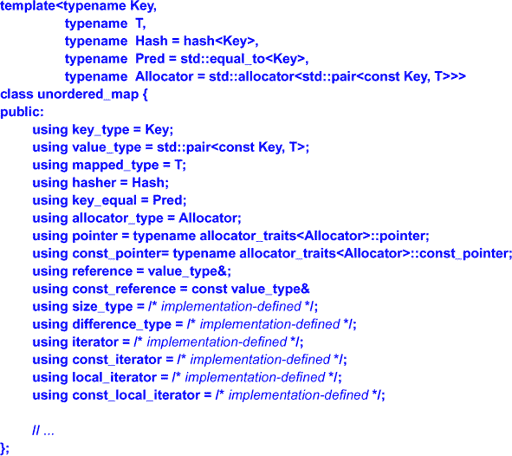 template<typename Key,
typename T,
typename Hash = hash<Key>,
typename Pred = std::equal_to<Key>,
typename Allocator = std::allocator<std::pair<const Key, T>>>
class unordered_map {
public:
using key_type = Key;
using value_type = std::pair<const Key, T>;
using mapped_type = T;
using hasher = Hash;
using key_equal = Pred;
using allocator_type = Allocator;
using pointer = typename allocator_traits<Allocator>::pointer;
using const_pointer= typename allocator_traits<Allocator>::const_pointer;
using reference = value_type&;
using const_reference = const value_type&
using size_type = /* implementation-defined */;
using difference_type = /* implementation-defined */;
using iterator = /* implementation-defined */;
using const_iterator = /* implementation-defined */;
using local_iterator = /* implementation-defined */;
using const_local_iterator = /* implementation-defined */;
// ...
};